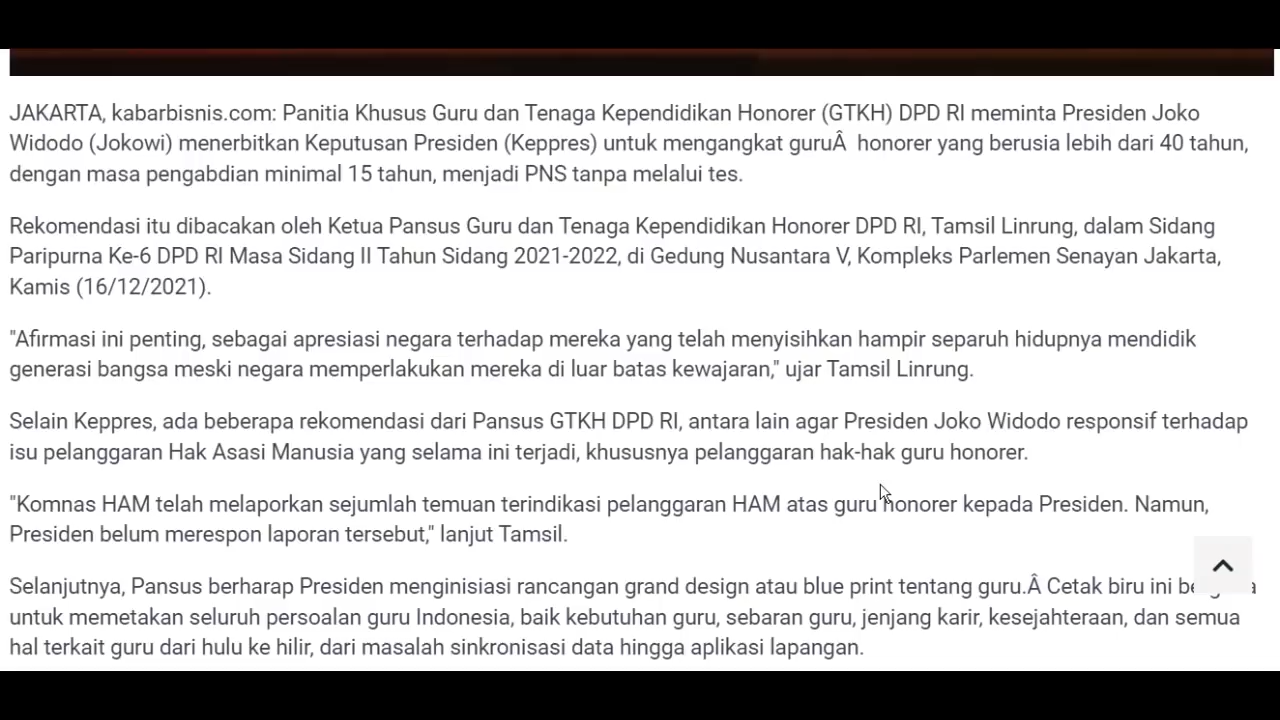 JAKARTA, kabarbisnis.com: Panitia Khusus Guru dan Tenaga Kependidikan Honorer (GTKH) DPD RI meminta Presiden Joko
Widodo (Jokowi) menerbitkan Keputusan Presiden (Keppres) untuk mengangkat guruÂ honorer yang berusia lebih dari 40 tahun,
dengan masa pengabdian minimal 15 tahun, menjadi PNS tanpa melalui tes.
Rekomendasi itu dibacakan oleh Ketua Pansus Guru dan Tenaga Kependidikan Honorer DPD RI, Tamsil Linrung, dalam Sidang
Paripurna Ke-6 DPD RI Masa Sidang II Tahun Sidang 2021-2022, di Gedung Nusantara V, Kompleks Parlemen Senayan Jakarta,
Kamis (16/12/2021).
"Afirmasi ini penting, sebagai apresiasi negara terhadap mereka yang telah menyisihkan hampir separuh hidupnya mendidik
generasi bangsa meski negara memperlakukan mereka di luar batas kewajaran," ujar Tamsil Linrung.
Selain Keppres, ada beberapa rekomendasi dari Pansus GTKH DPD RI, antara lain agar Presiden Joko Widodo responsif terhadap
isu pelanggaran Hak Asasi Manusia yang selama ini terjadi, khususnya pelanggaran hak-hak guru honorer.
"Komnas HAM telah melaporkan sejumlah temuan terindikasi pelanggaran HAM atas guru honorer kepada Presiden. Namun,
Presiden belum merespon laporan tersebut," lanjut Tamsil.
Selanjutnya, Pansus berharap Presiden menginisiasi rancangan grand design atau blue print tentang guru.Â Cetak biru ini
untuk memetakan seluruh persoalan guru Indonesia, baik kebutuhan guru, sebaran guru, jenjang karir, kesejahteraan, dan semua
hal terkait guru dari hulu ke hilir, dari masalah sinkronisasi data hingga aplikasi lapangan.